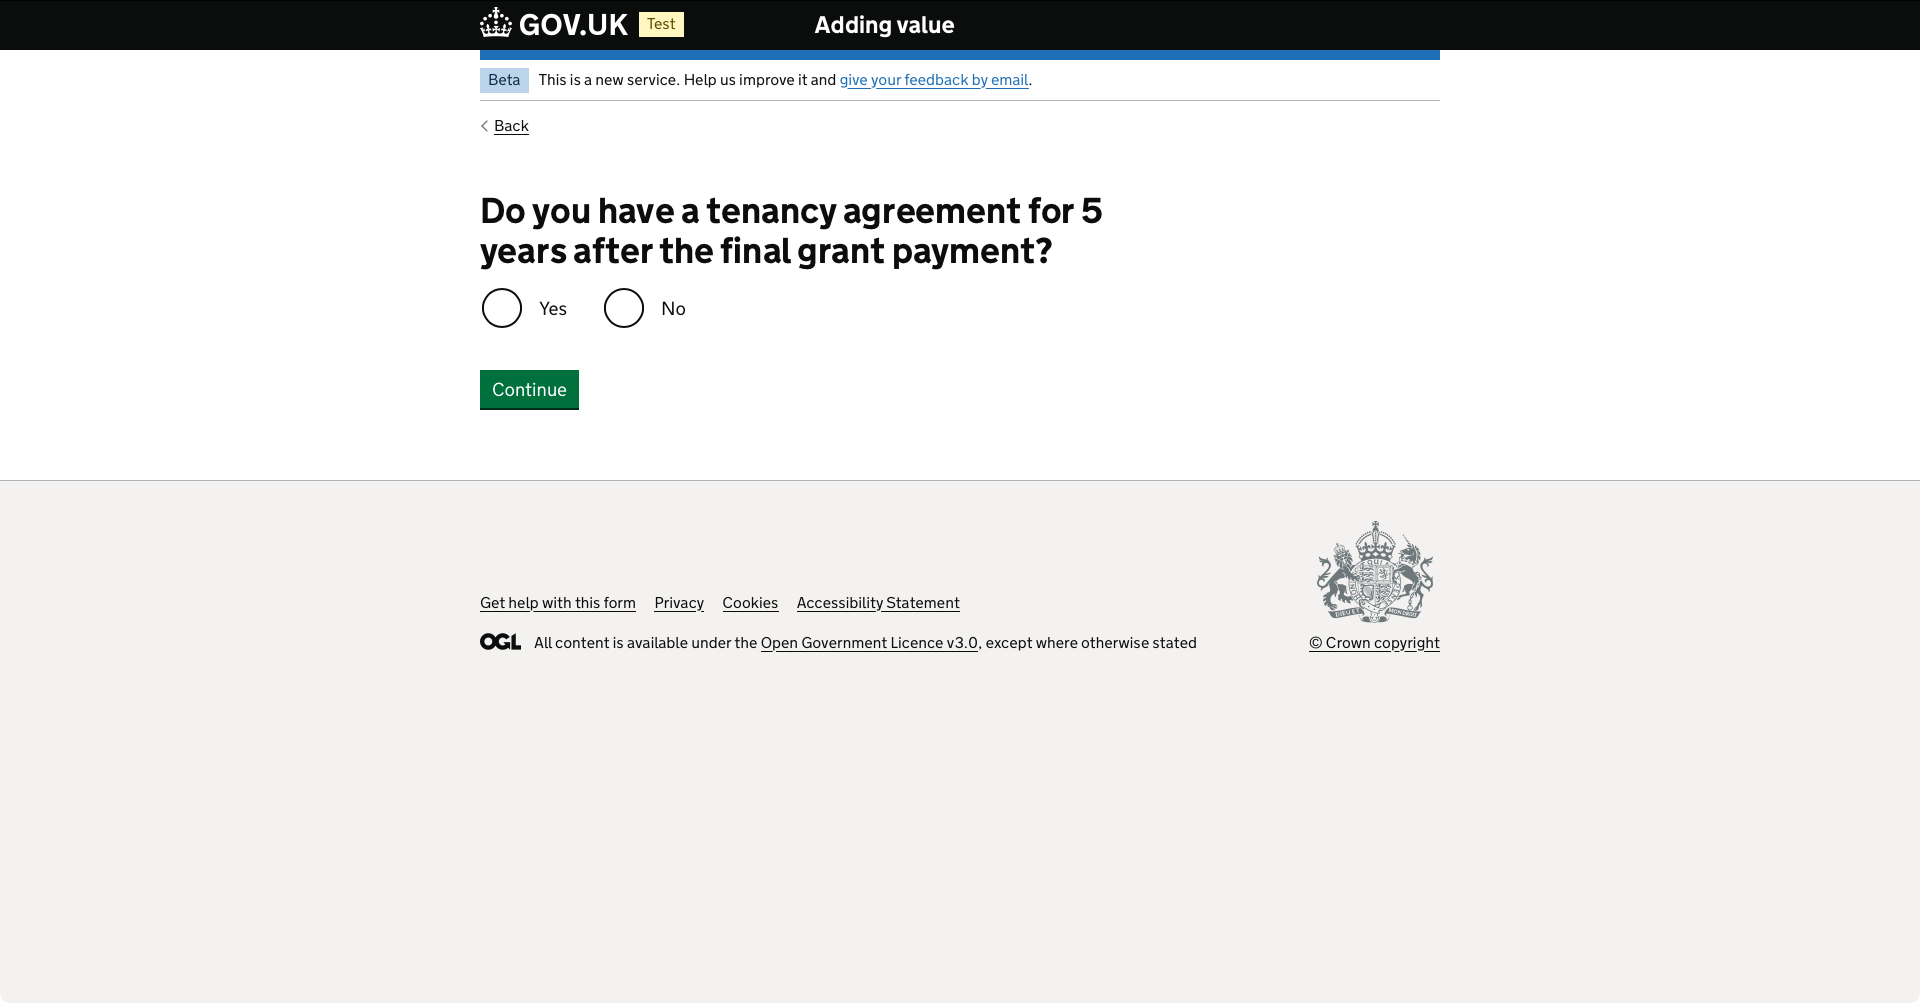 GOV.UK Test Adding value
Beta This is a new service. Help us improve it and give your feedback by email.
Back
Do you have a tenancy agreement for 5
years after the final grant payment?
Yes No
Continue
Get help with this form Privacy Cookies Accessibility Statement
OGL All content is available under the Open Government Licence v3.0, except where otherwise stated
© Crown copyright